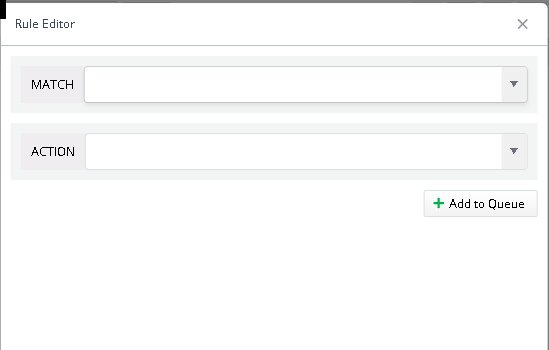 Rule Editor
MATCH
ACTION
Add to Queue